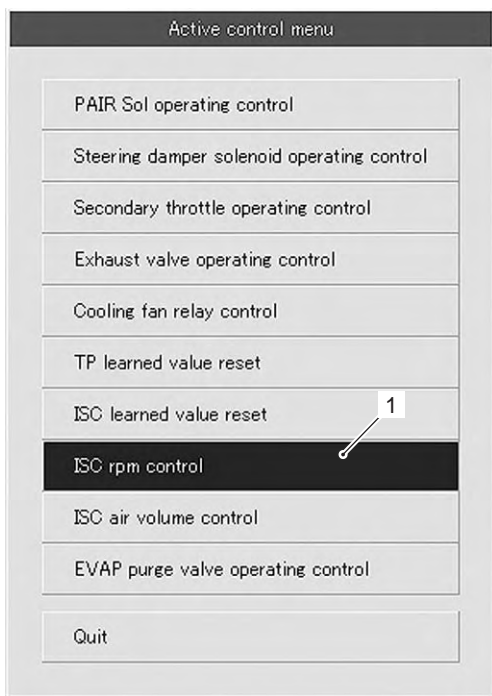 Active control menu
PAIR Sol operating control
Steering damper solenoid operating control
Secondary throttle operating control
Exhaust valve operating control
Cooling fan relay control
TP learned value reset
ISC learned value reset
1
ISC rpm control
ISC air volume control
EVAP purge valve operating control
Quit